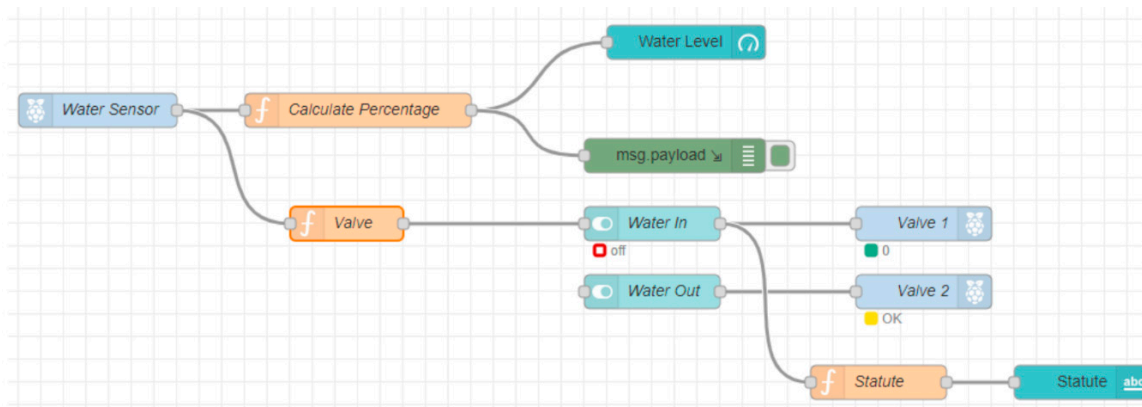 Water Level
Water Sensor
Calculate Percentage
msg.payload
Valve
Water In
Valve 1
off
0
Water Out
Valve 2
OK
Statute
Statute
abc